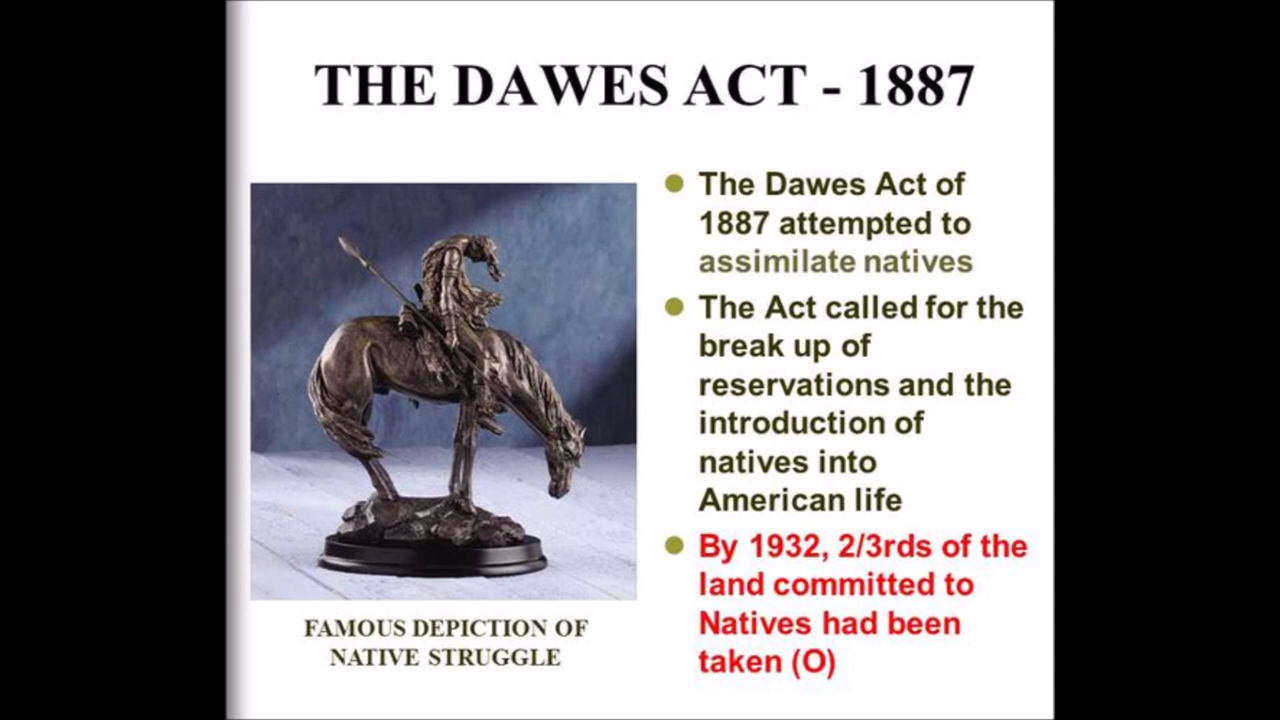 THE DAWES ACT - 1887
The Dawes Act of
1887 attempted to
assimilate natives
The Act called for the
break up of
reservations and the
introduction of
natives into
American life
By 1932, 2/3rds of the
land committed to
Natives had been
taken (O)
FAMOUS DEPICTION OF
NATIVE STRUGGLE